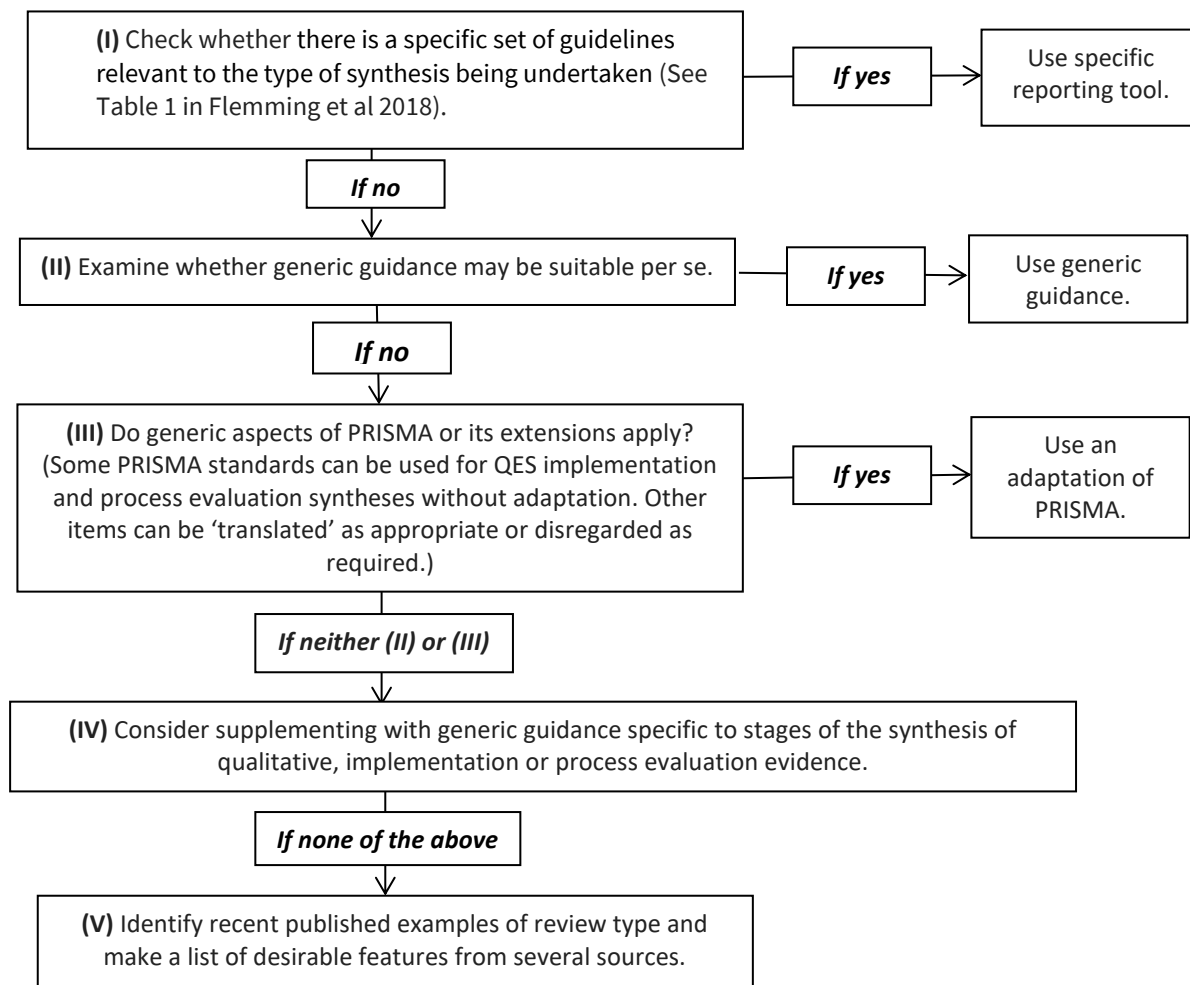 (I) Check whether there is a specific set of guidelines
relevant to the type of synthesis being undertaken (See
Table 1 in Flemming et al 2018).
If yes
Use specific
reporting tool.
If no
(II) Examine whether generic guidance may be suitable per se.
If yes
Use generic
guidance.
If no
(III) Do generic aspects of PRISMA or its extensions apply?
(Some PRISMA standards can be used for QES implementation
and process evaluation syntheses without adaptation. Other
items can be ‘translated’ as appropriate or disregarded as
required.)
If yes
Use an
adaptation of
PRISMA.
If neither (II) or (III)
(IV) Consider supplementing with generic guidance specific to stages of the synthesis of
qualitative, implementation or process evaluation evidence.
If none of the above
(V) Identify recent published examples of review type and
make a list of desirable features from several sources.